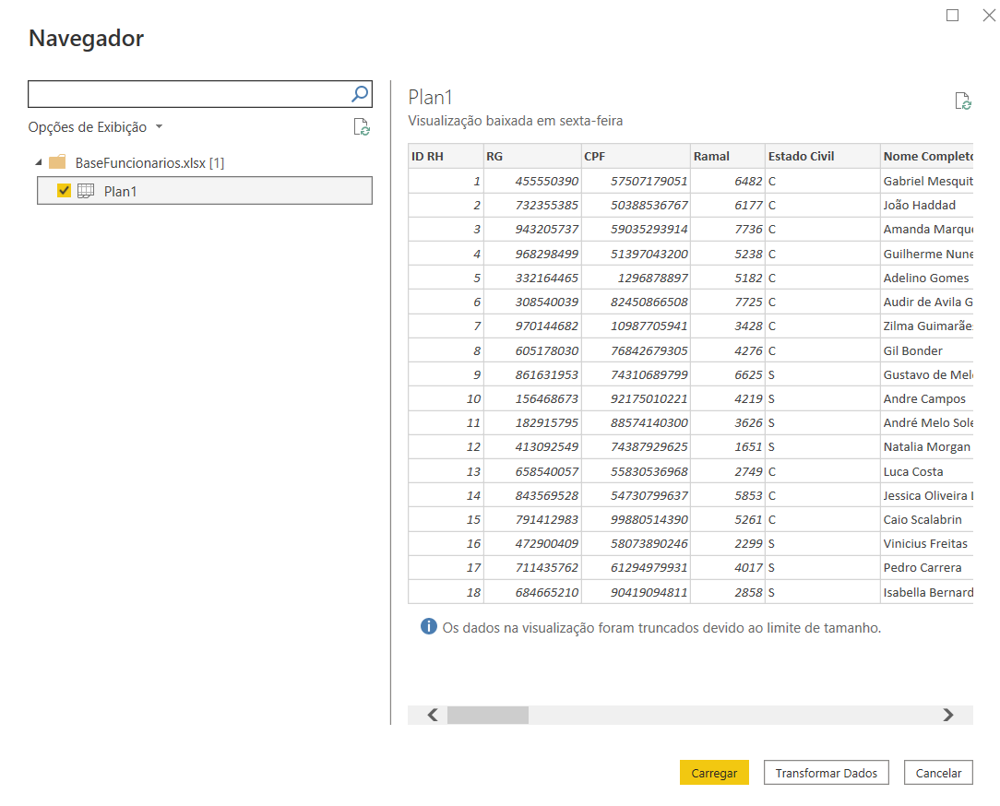 Navegador
Opções de Exibição
BaseFuncionarios.xlsx [1]
Plan1
Plan1
Visualização baixada em sexta-feira
ID RH RG CPF Ramal Estado Civil Nome Completo
1 455550390 57507179051 6482 C Gabriel Mesquit
2 732355385 50388536767 6177 C João Haddad
3 943205737 59035293914 7736 C Amanda Marque
4 968298499 51397043200 5238 C Guilherme Nune
5 332164465 1296878897 5182 C Adelino Gomes
6 308540039 82450866508 7725 C Audir de Avila G
7 970144682 10987705941 3428 C Zilma Guimarães
8 605178030 76842679305 4276 C Gil Bonder
9 861631953 74310689799 6625 S Gustavo de Melo
10 156468673 92175010221 4219 S Andre Campos
11 182915795 88574140300 3626 S André Melo Sole
12 413092549 74387929625 1651 S Natalia Morgan
13 658540057 55830536968 2749 C Luca Costa
14 843569528 54730799637 5853 C Jessica Oliveira
15 791412983 99880514390 5261 C Caio Scalabrin
16 472900409 58073890246 2299 S Vinicius Freitas
17 711435762 61294979931 4017 S Pedro Carrera
18 684665210 90419094811 2858 S Isabella Bernard
Os dados na visualização foram truncados devido ao limite de tamanho.
Carregar Transformar Dados Cancelar